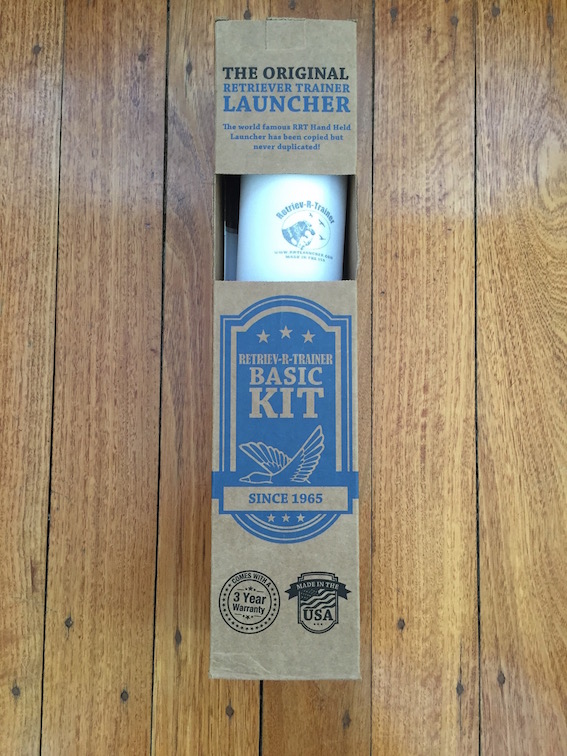 THE ORIGINAL
RETRIEVER TRAINER
LAUNCHER
The world famous RRT Hand Held
Launcher has been copied but
never duplicated!
Retriev-R-Trainer
MADE IN THE USA
RETRIEV-R-TRAINER
BASIC
KIT
SINCE 1965
COMES WITH A
3 Year
Warranty
MADE IN THE
USA